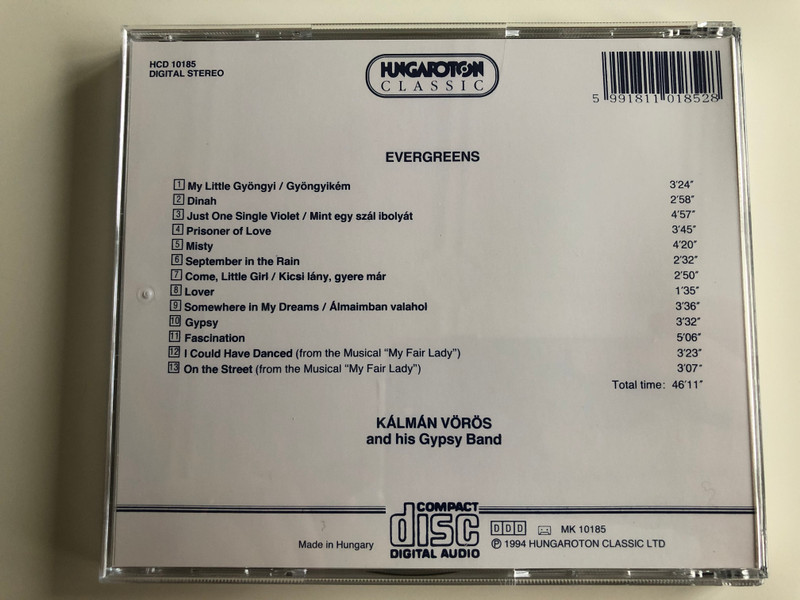 HCD 10185
DIGITAL STEREO
HUNGAROTON
CLASSIC
5 991811 018528
EVERGREENS
1 My Little Gyöngyi / Gyöngyikém 3'24"
2 Dinah 2'58"
3 Just One Single Violet / Mint egy szál ibolyát 4'57"
4 Prisoner of Love 3'45"
5 Misty 4'20"
6 September in the Rain 2'32"
7 Come, Little Girl / Kicsi lány, gyere már 2'50"
8 Lover 1'35"
9 Somewhere in My Dreams / Álmaimban valahol 3'36"
10 Gypsy 3'32"
11 Fascination 5'06"
12 I Could Have Danced (from the Musical "My Fair Lady") 3'23"
13 On the Street (from the Musical "My Fair Lady") 3'07"
Total time: 46'11"
KÁLMÁN VÖRÖS
and his Gypsy Band
Made in Hungary
COMPACT
disc
DIGITAL AUDIO
DDD MK 10185
℗ 1994 HUNGAROTON CLASSIC LTD